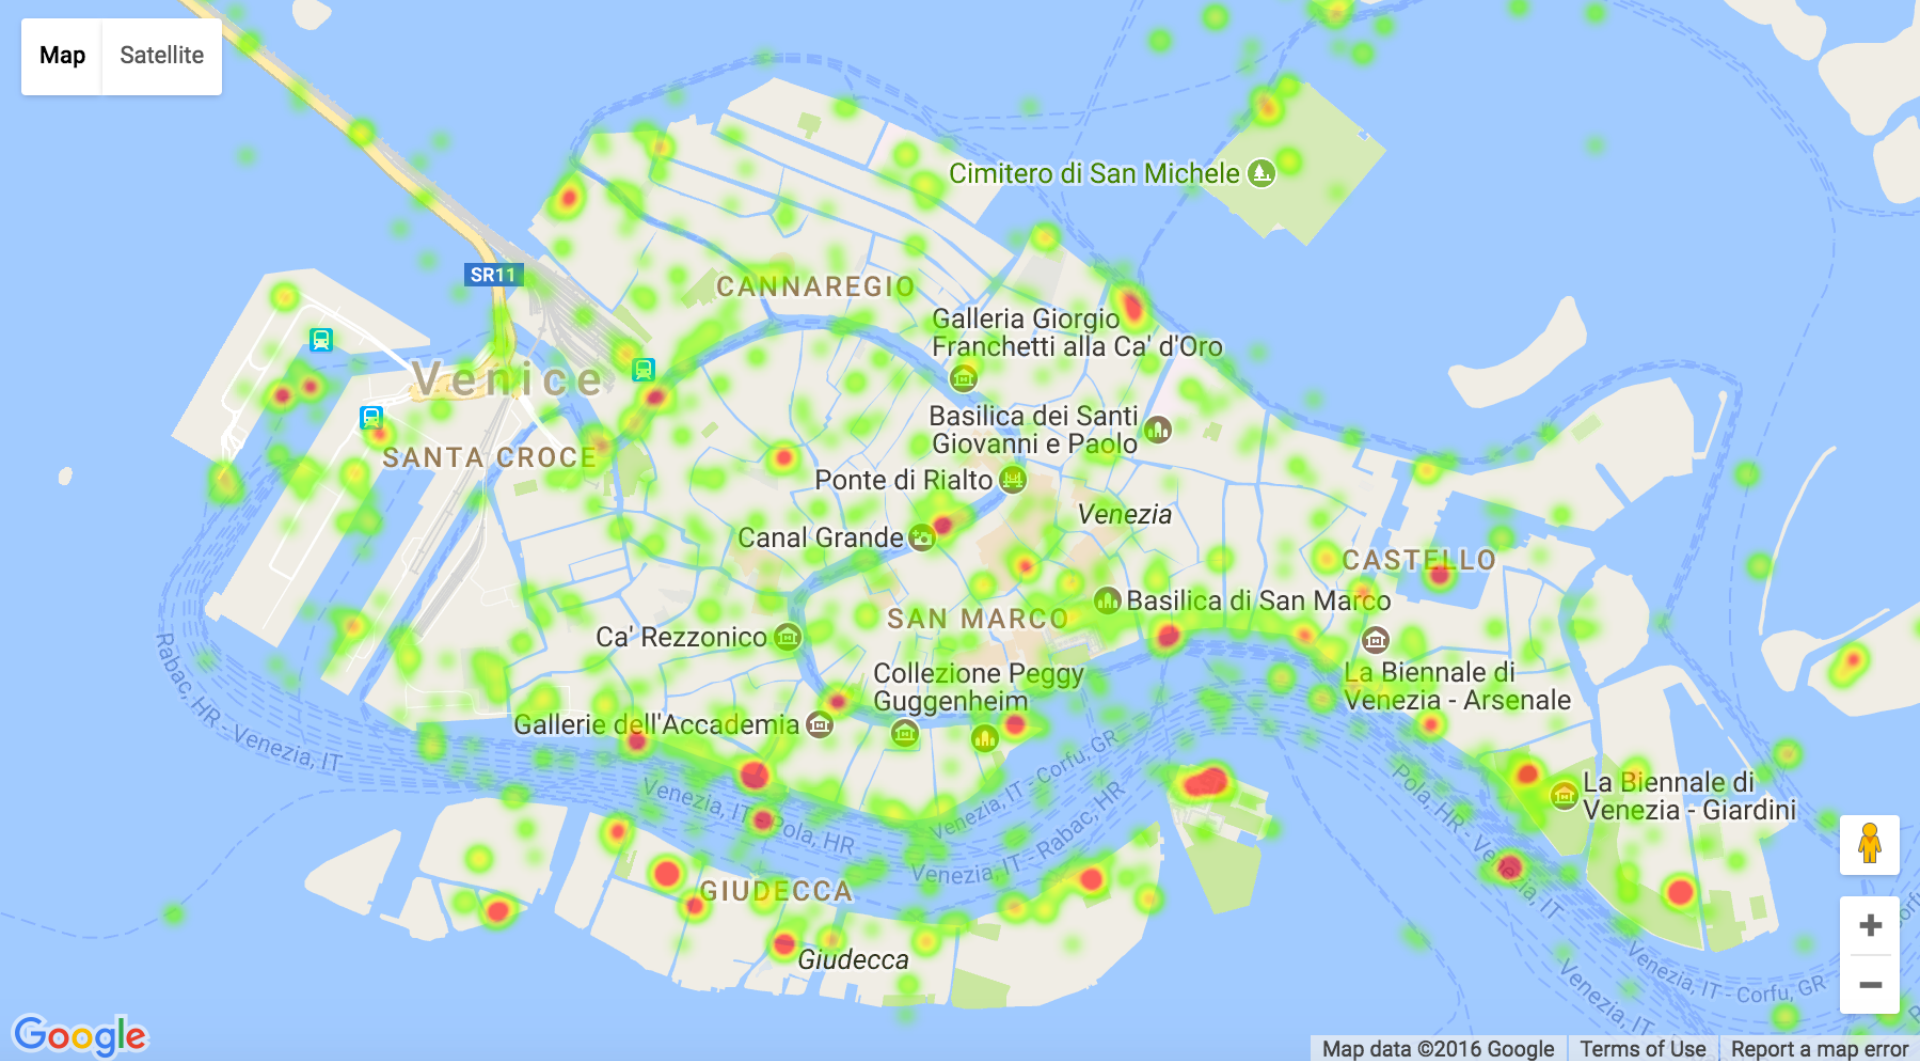 Map
Satellite
Cimitero di San Michele
SR11
CANNAREGIO
Galleria Giorgio
Franchetti alla Ca' d'Oro
Venice
Basilica dei Santi
Giovanni e Paolo
SANTA CROCE
Ponte di Rialto
Venezia
Canal Grande
CASTELLO
Basilica di San Marco
SAN MARCO
Ca' Rezzonico
Collezione Peggy
Guggenheim
La Biennale di
Venezia - Arsenale
Rabac, HR - Venezia, IT
Gallerie dell'Accademia
Venezia, IT - Corfu, GR
Venezia, IT - Pola, HR
Venezia, IT - Rabac, HR
Pola, HR - Venezia, IT
La Biennale di
Venezia - Giardini
GIUDECCA
Giudecca
Venezia, IT - Corfu, GR
Venezia, IT
Google
Map data ©2016 Google
Terms of Use
Report a map error